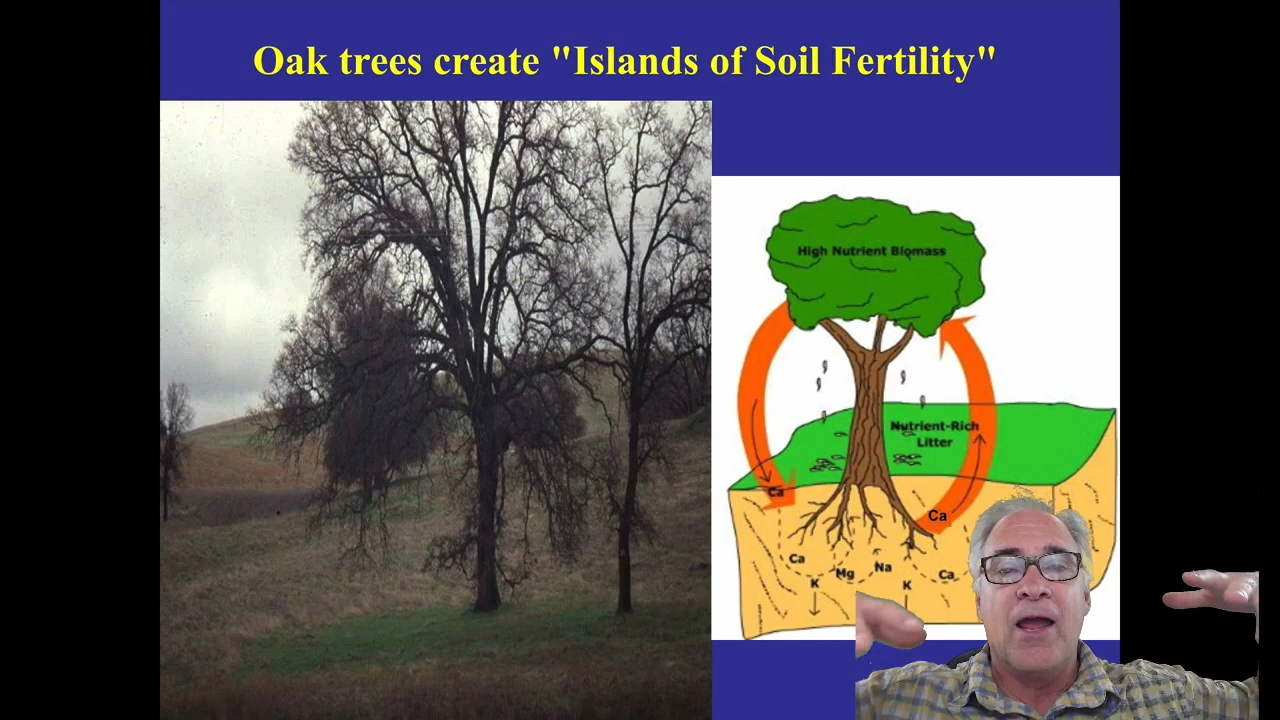 Oak trees create "Islands of Soil Fertility"
High Nutrient Biomass
Nutrient-Rich
Litter
Ca
Ca
Ca
Mg
Na
Ca
K
K